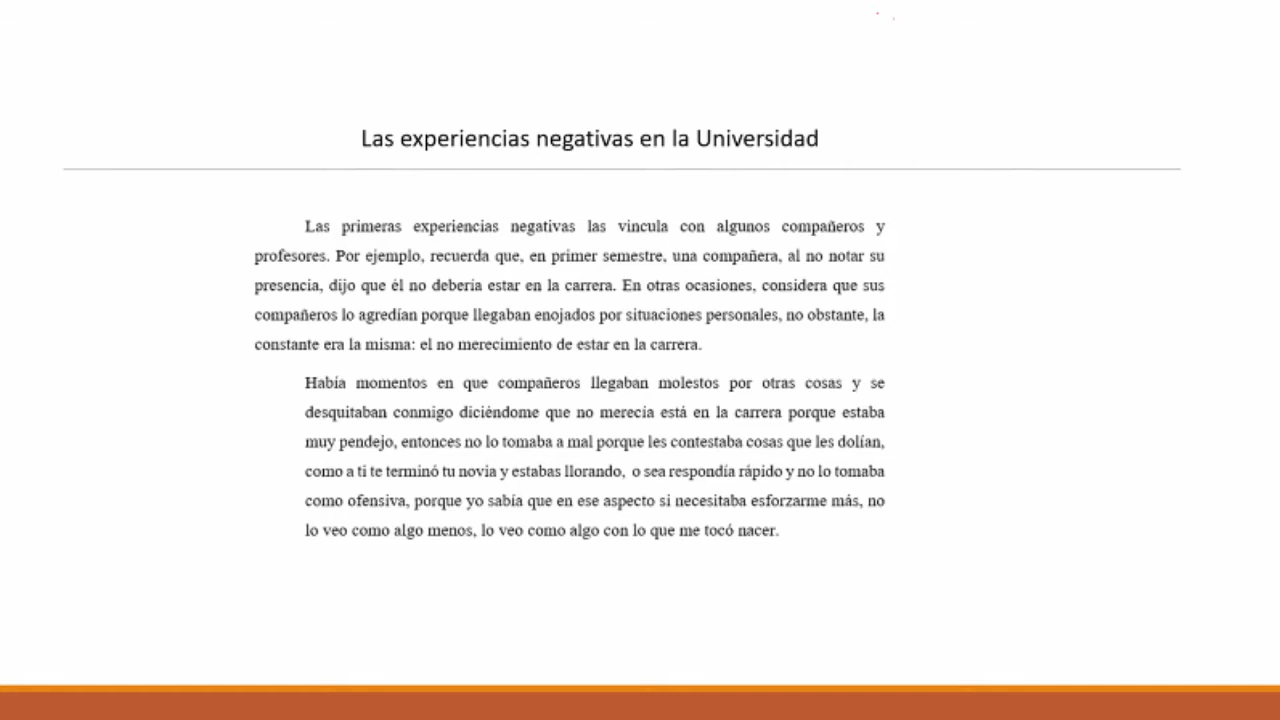 Las experiencias negativas en la Universidad
Las primeras experiencias negativas las vincula con algunos compañeros y
profesores. Por ejemplo, recuerda que, en primer semestre, una compañera, al no notar su
presencia, dijo que él no debería estar en la carrera. En otras ocasiones, considera que sus
compañeros lo agredían porque llegaban enojados por situaciones personales, no obstante, la
constante era la misma: el no merecimiento de estar en la carrera.
Había momentos en que compañeros llegaban molestos por otras cosas y se
desquitaban conmigo diciéndome que no merecía está en la carrera porque estaba
muy pendejo, entonces no lo tomaba a mal porque les contestaba cosas que les dolían,
como a ti te terminó tu novia y estabas llorando, o sea respondía rápido y no lo tomaba
como ofensiva, porque yo sabía que en ese aspecto si necesitaba esforzarme más, no
lo veo como algo menos, lo veo como algo con lo que me tocó nacer.